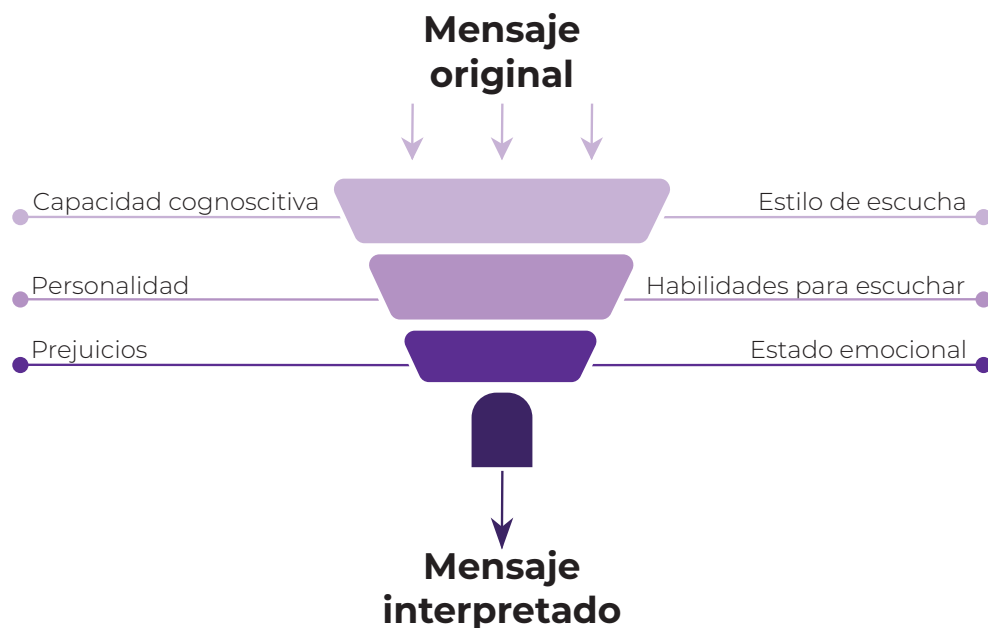 Mensaje
original
Capacidad cognoscitiva
Estilo de escucha
Personalidad
Habilidades para escuchar
Prejuicios
Estado emocional
Mensaje
interpretado